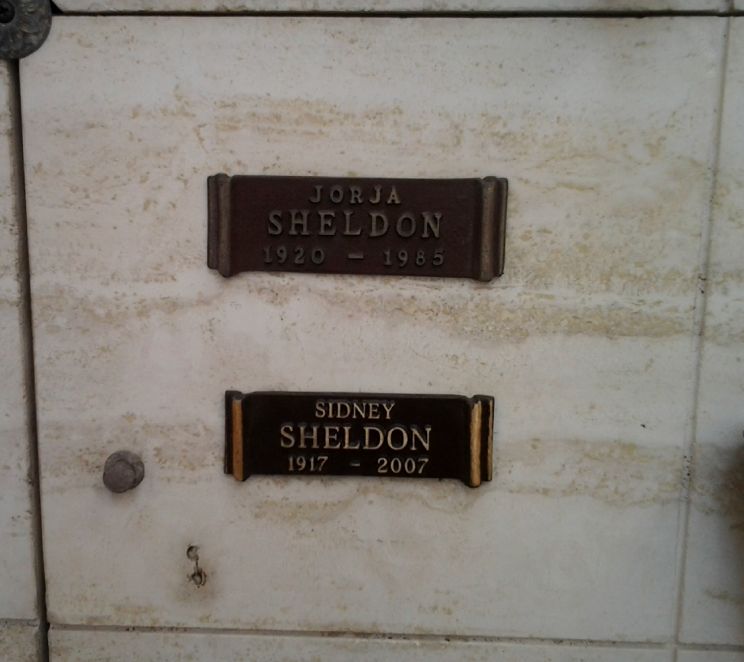 JORJA
SHELDON
1920 – 1985
SIDNEY
SHELDON
1917 – 2007